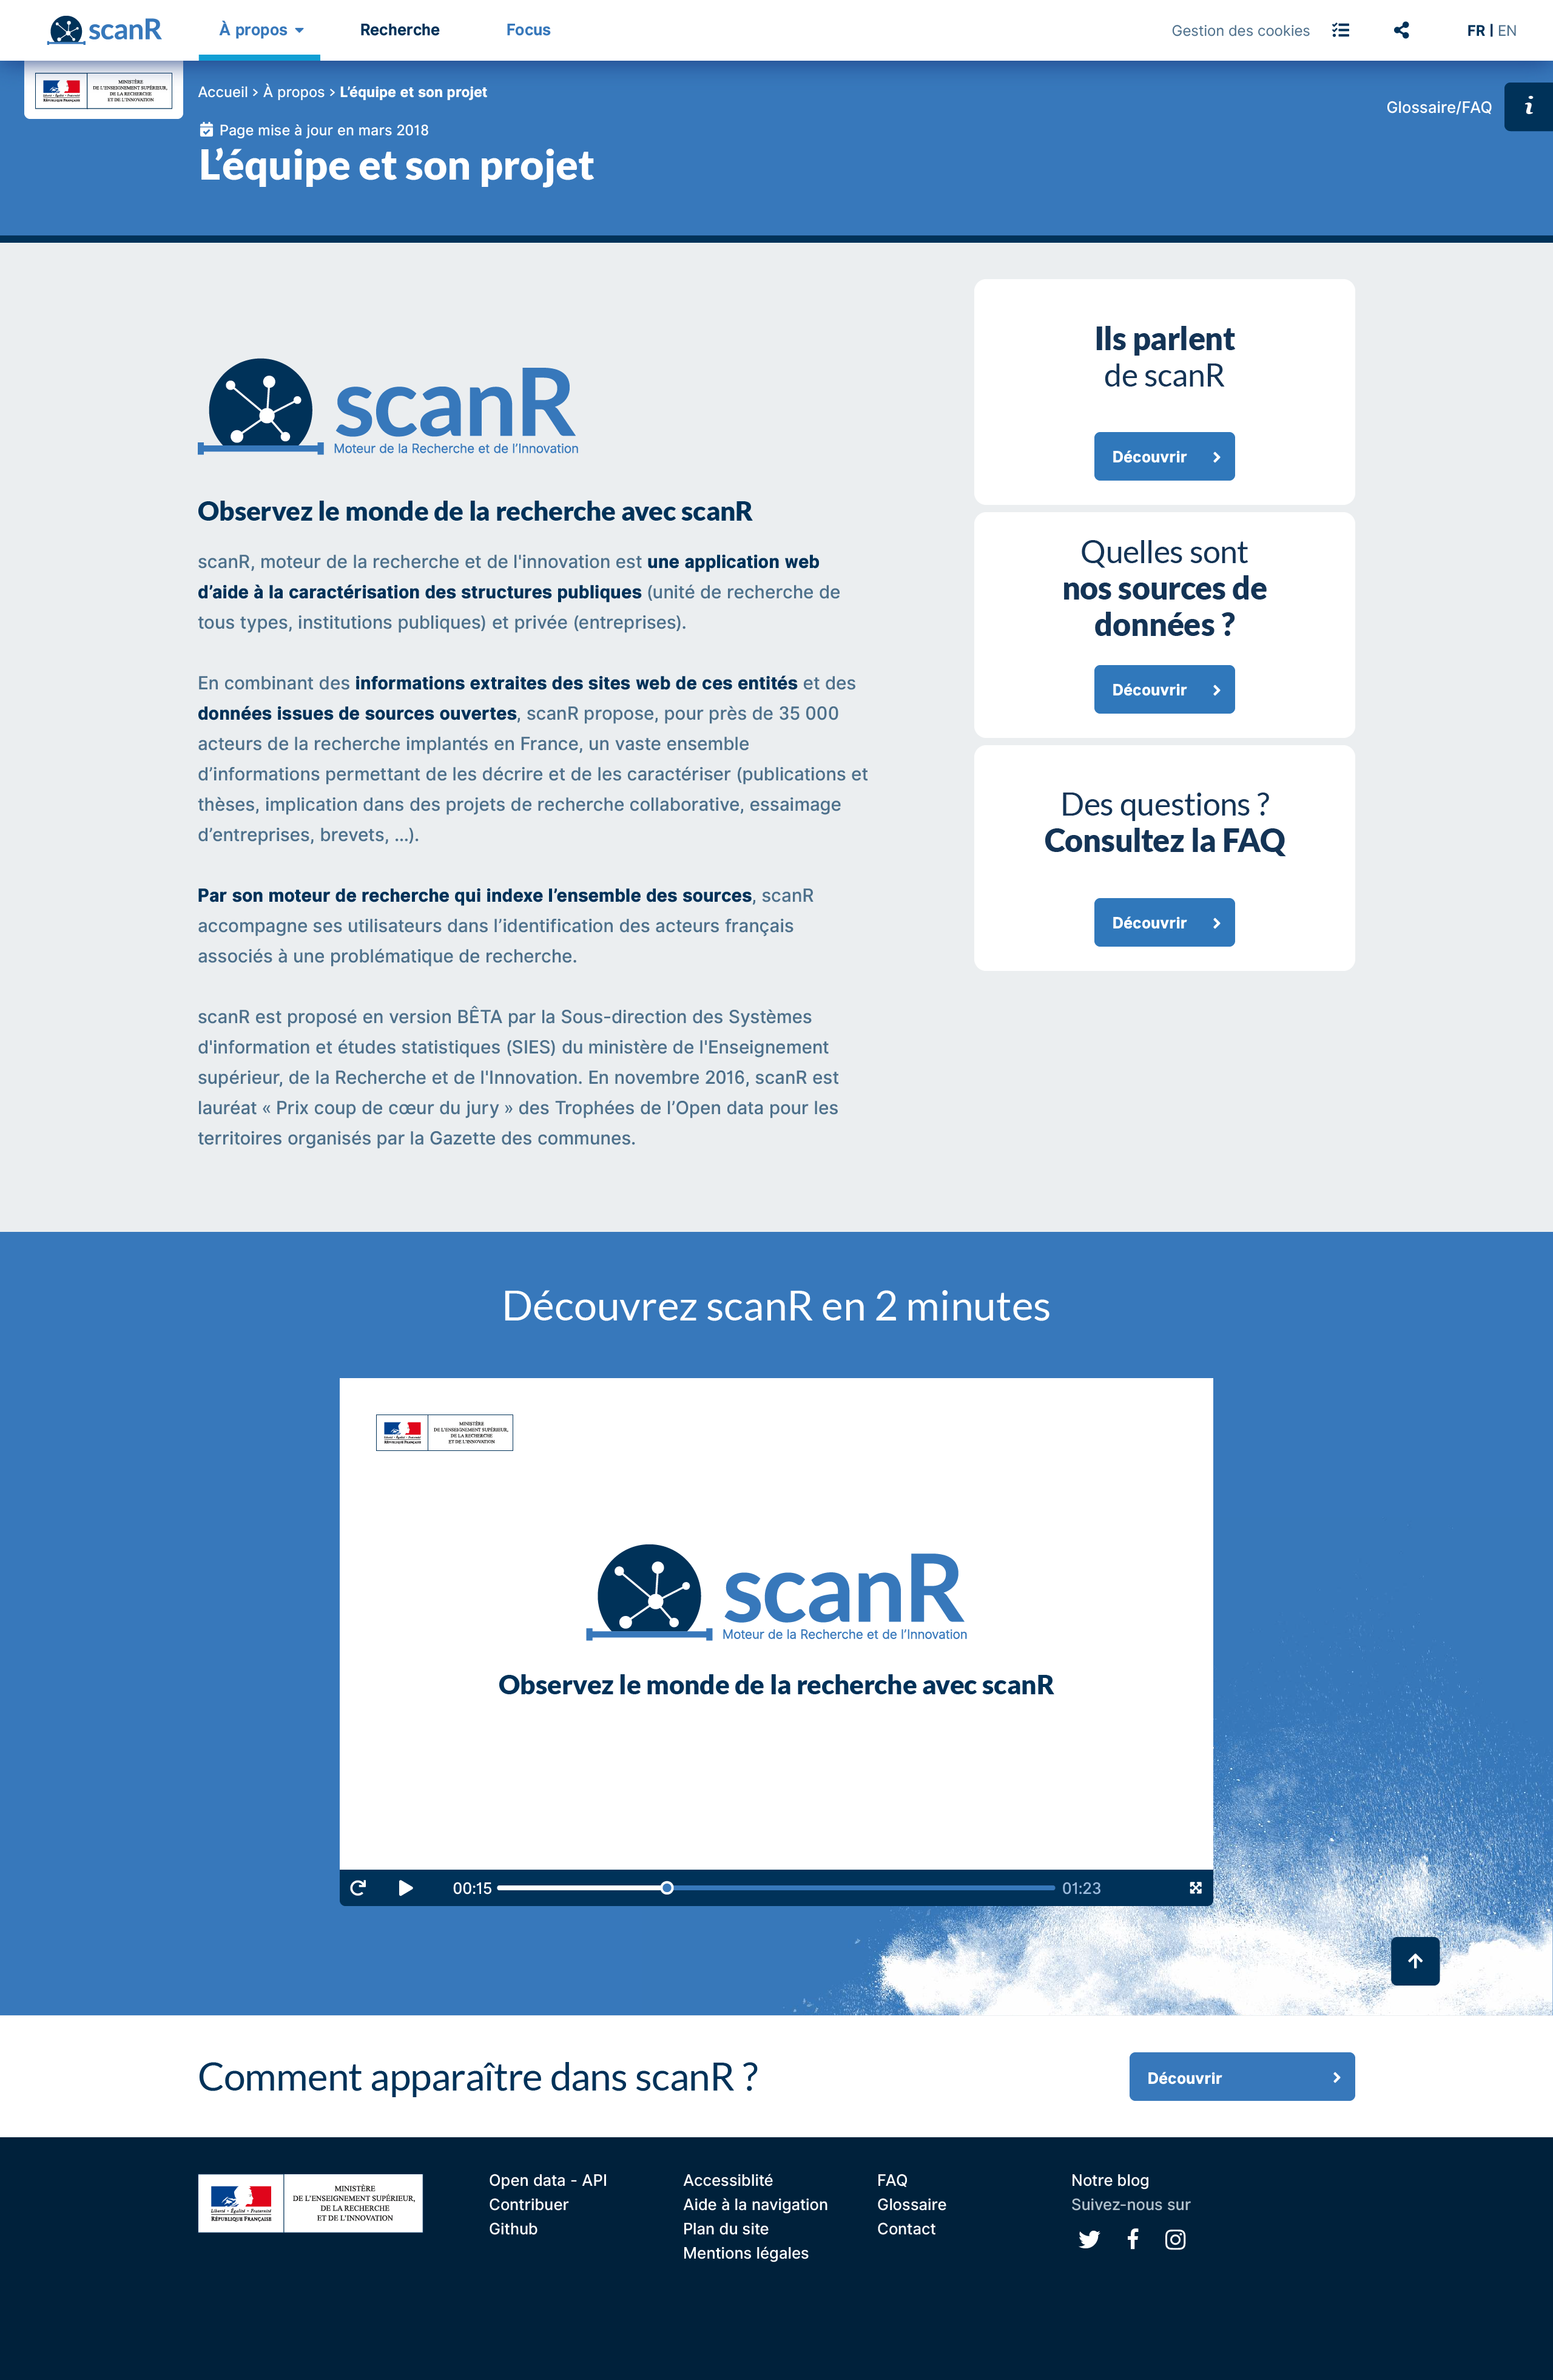 scanR
À propos
Recherche
Focus
Gestion des cookies
FR | EN
Liberté • Égalité • Fraternité
RÉPUBLIQUE FRANÇAISE
MINISTÈRE
DE L'ENSEIGNEMENT SUPÉRIEUR,
DE LA RECHERCHE
ET DE L'INNOVATION
Accueil > À propos > L’équipe et son projet
Glossaire/FAQ
i
Page mise à jour en mars 2018
L’équipe et son projet
scanR
Moteur de la Recherche et de l’Innovation
Observez le monde de la recherche avec scanR
scanR, moteur de la recherche et de l'innovation est une application web
d’aide à la caractérisation des structures publiques (unité de recherche de
tous types, institutions publiques) et privée (entreprises).
En combinant des informations extraites des sites web de ces entités et des
données issues de sources ouvertes, scanR propose, pour près de 35 000
acteurs de la recherche implantés en France, un vaste ensemble
d’informations permettant de les décrire et de les caractériser (publications et
thèses, implication dans des projets de recherche collaborative, essaimage
d’entreprises, brevets, ...).
Par son moteur de recherche qui indexe l’ensemble des sources, scanR
accompagne ses utilisateurs dans l’identification des acteurs français
associés à une problématique de recherche.
scanR est proposé en version BÊTA par la Sous-direction des Systèmes
d'information et études statistiques (SIES) du ministère de l'Enseignement
supérieur, de la Recherche et de l'Innovation. En novembre 2016, scanR est
lauréat « Prix coup de cœur du jury » des Trophées de l’Open data pour les
territoires organisés par la Gazette des communes.
Ils parlent
de scanR
Découvrir
Quelles sont
nos sources de
données ?
Découvrir
Des questions ?
Consultez la FAQ
Découvrir
Découvrez scanR en 2 minutes
Liberté • Égalité • Fraternité
RÉPUBLIQUE FRANÇAISE
MINISTÈRE
DE L'ENSEIGNEMENT SUPÉRIEUR,
DE LA RECHERCHE
ET DE L'INNOVATION
scanR
Moteur de la Recherche et de l’Innovation
Observez le monde de la recherche avec scanR
00:15
01:23
Comment apparaître dans scanR ?
Découvrir
Liberté • Égalité • Fraternité
RÉPUBLIQUE FRANÇAISE
MINISTÈRE
DE L'ENSEIGNEMENT SUPÉRIEUR,
DE LA RECHERCHE
ET DE L'INNOVATION
Open data - API
Contribuer
Github
Accessiblité
Aide à la navigation
Plan du site
Mentions légales
FAQ
Glossaire
Contact
Notre blog
Suivez-nous sur